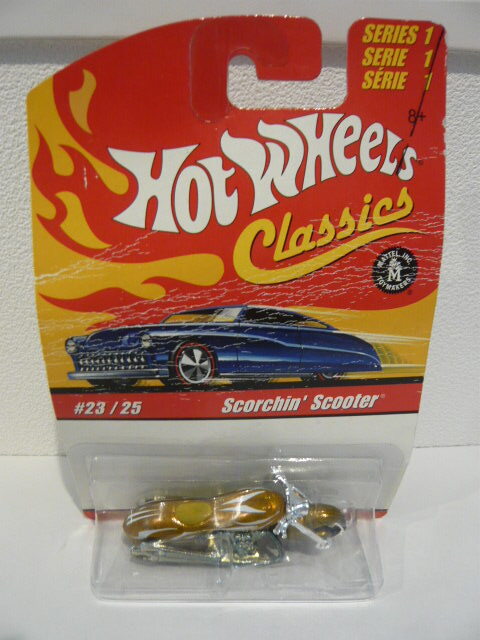 SERIES 1
SERIE 1
SÉRIE 1
8+
HOT WHEELS
Classics
MATTEL, INC.
M
TOYMAKERS
#23 / 25
Scorchin' Scooter